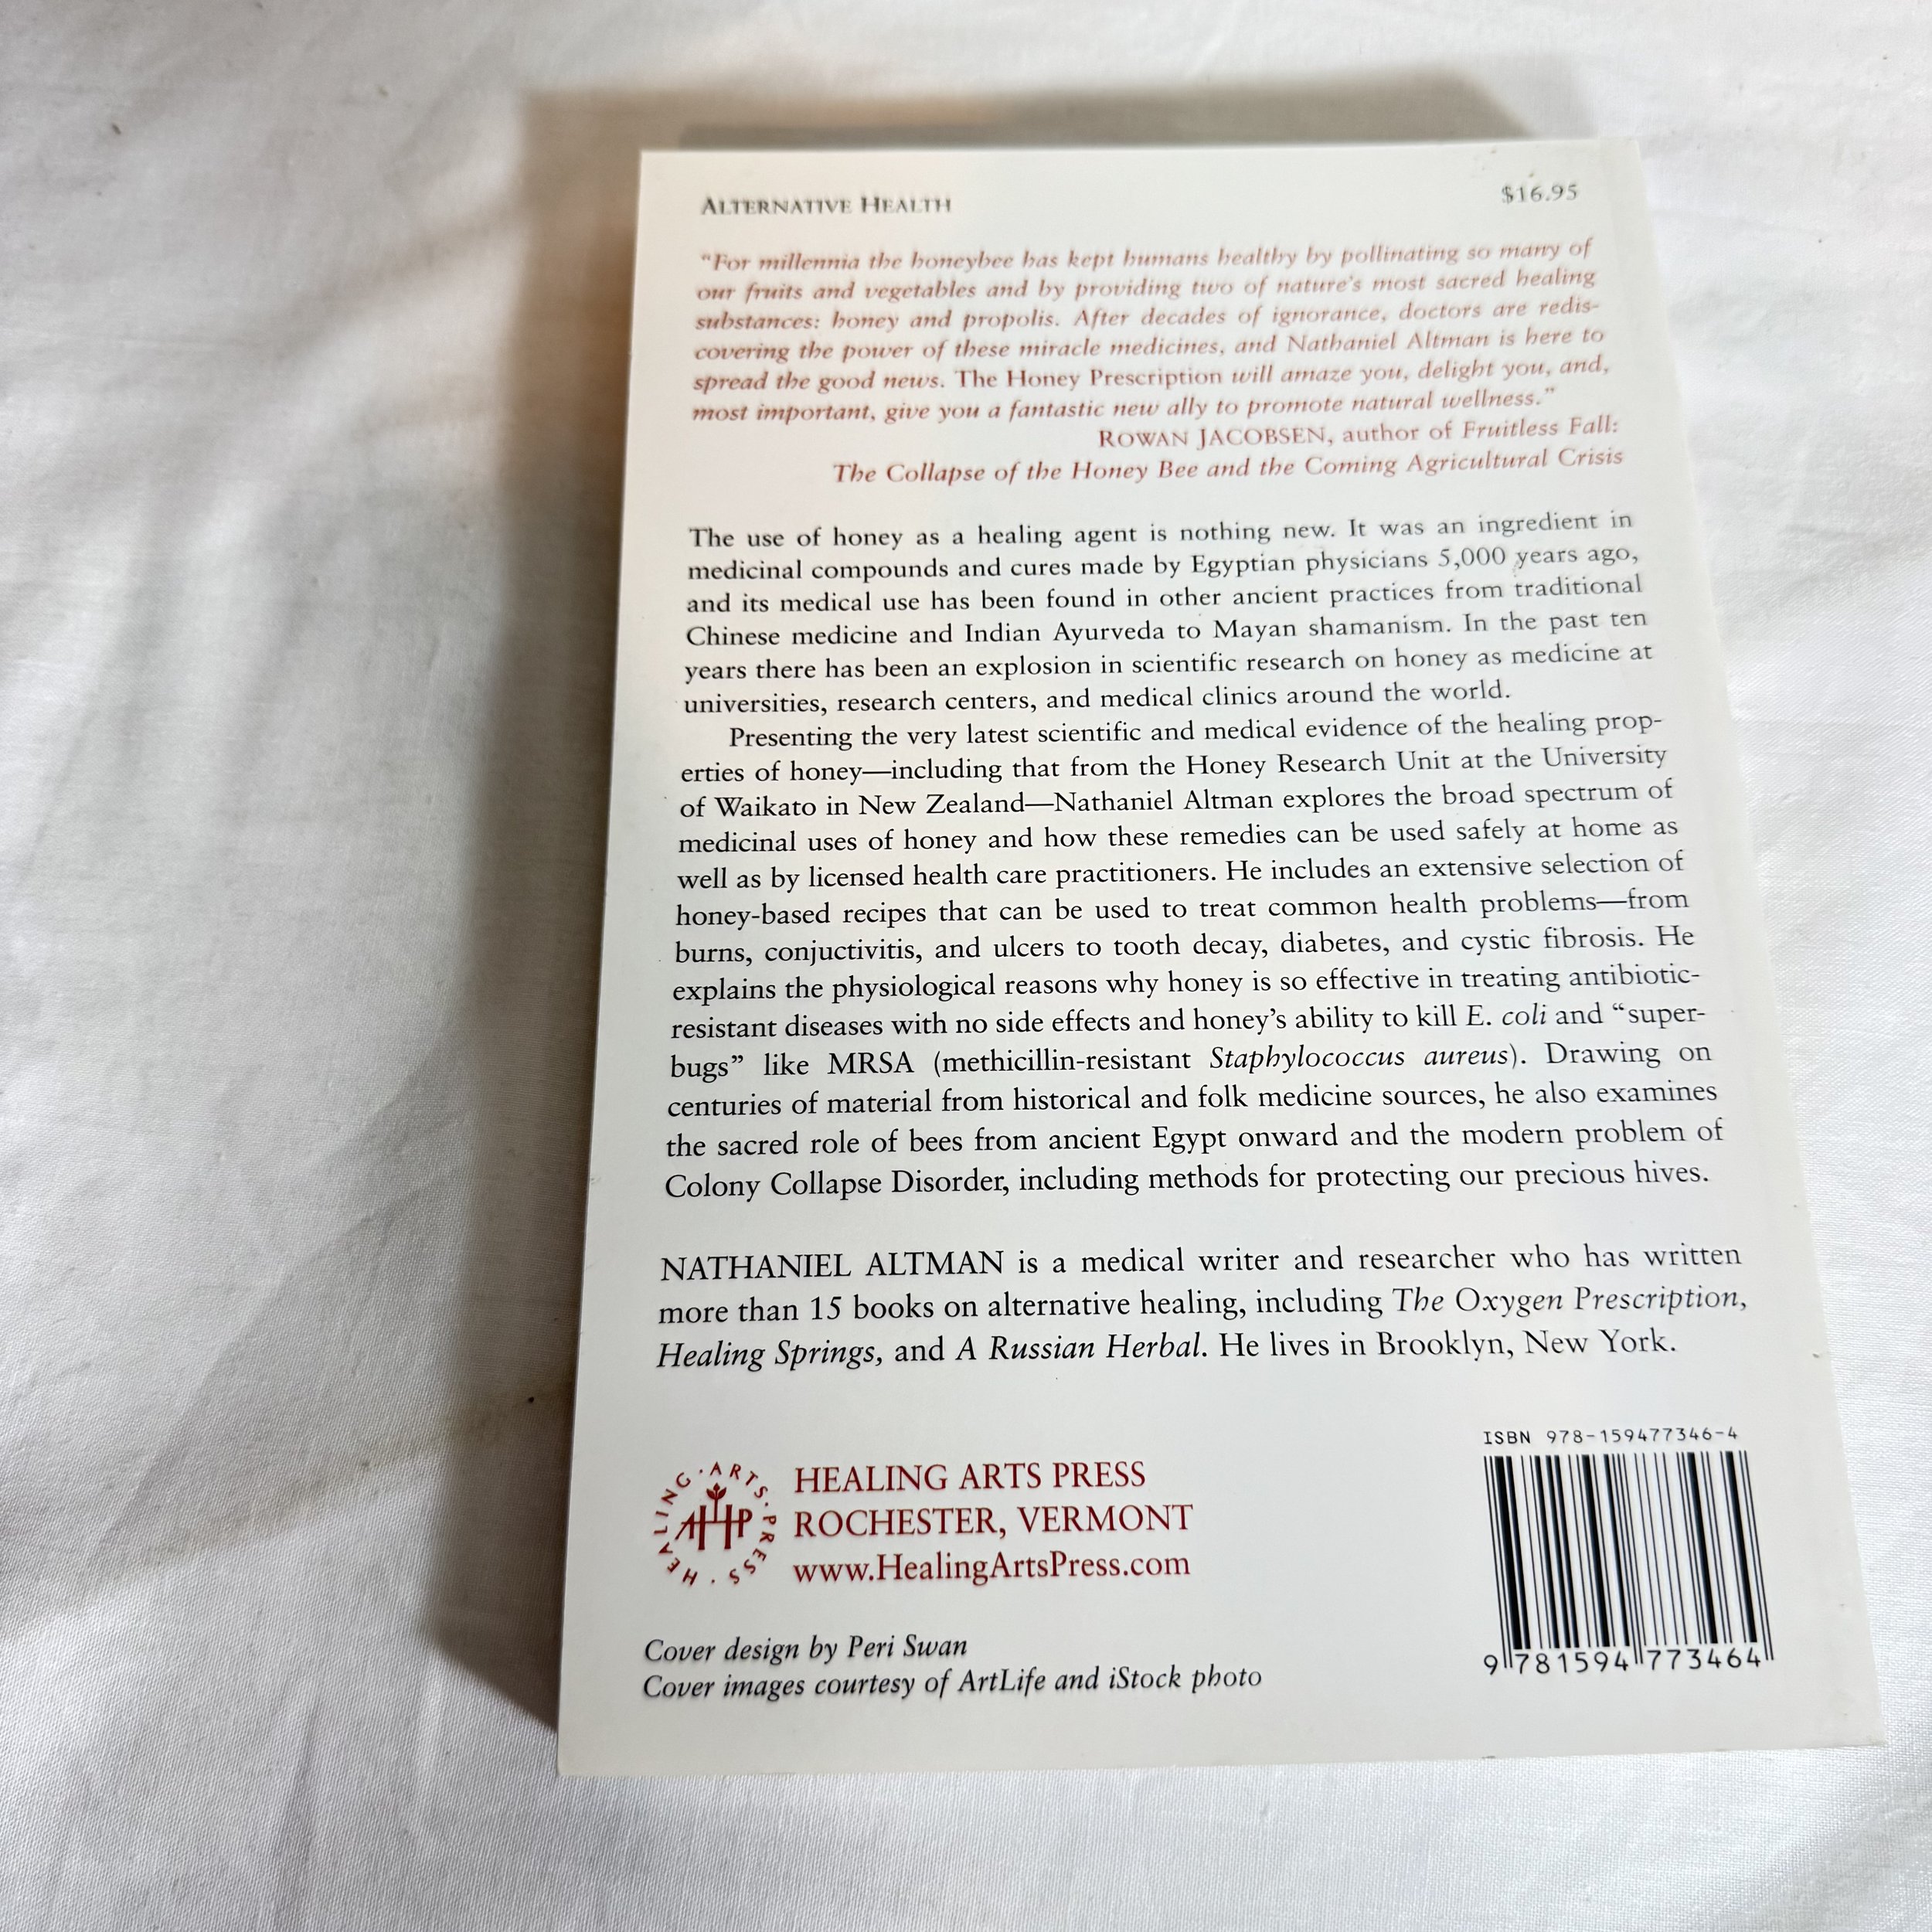 ALTERNATIVE HEALTH
$16.95
"For millennia the honeybee has kept humans healthy by pollinating so many of
our fruits and vegetables and by providing two of nature's most sacred healing
substances: honey and propolis. After decades of ignorance, doctors are redis-
covering the power of these miracle medicines, and Nathaniel Altman is here to
spread the good news. The Honey Prescription will amaze you, delight you, and,
most important, give you a fantastic new ally to promote natural wellness."
ROWAN JACOBSEN, author of Fruitless Fall:
The Collapse of the Honey Bee and the Coming Agricultural Crisis
The use of honey as a healing agent is nothing new. It was an ingredient in
medicinal compounds and cures made by Egyptian physicians 5,000 years ago,
and its medical use has been found in other ancient practices from traditional
Chinese medicine and Indian Ayurveda to Mayan shamanism. In the past ten
years there has been an explosion in scientific research on honey as medicine at
universities, research centers, and medical clinics around the world.
Presenting the very latest scientific and medical evidence of the healing prop-
erties of honey—including that from the Honey Research Unit at the University
of Waikato in New Zealand—Nathaniel Altman explores the broad spectrum of
medicinal uses of honey and how these remedies can be used safely at home as
well as by licensed health care practitioners. He includes an extensive selection of
honey-based recipes that can be used to treat common health problems—from
burns, conjuctivitis, and ulcers to tooth decay, diabetes, and cystic fibrosis. He
explains the physiological reasons why honey is so effective in treating antibiotic-
resistant diseases with no side effects and honey's ability to kill E. coli and "super-
bugs" like MRSA (methicillin-resistant Staphylococcus aureus). Drawing on
centuries of material from historical and folk medicine sources, he also examines
the sacred role of bees from ancient Egypt onward and the modern problem of
Colony Collapse Disorder, including methods for protecting our precious hives.
NATHANIEL ALTMAN is a medical writer and researcher who has written
more than 15 books on alternative healing, including The Oxygen Prescription,
Healing Springs, and A Russian Herbal. He lives in Brooklyn, New York.
HEALING · ARTS · PRESS ·
AHP
HEALING ARTS PRESS
ROCHESTER, VERMONT
www.HealingArtsPress.com
ISBN 978-159477346-4
9 781594 773464
Cover design by Peri Swan
Cover images courtesy of ArtLife and iStock photo